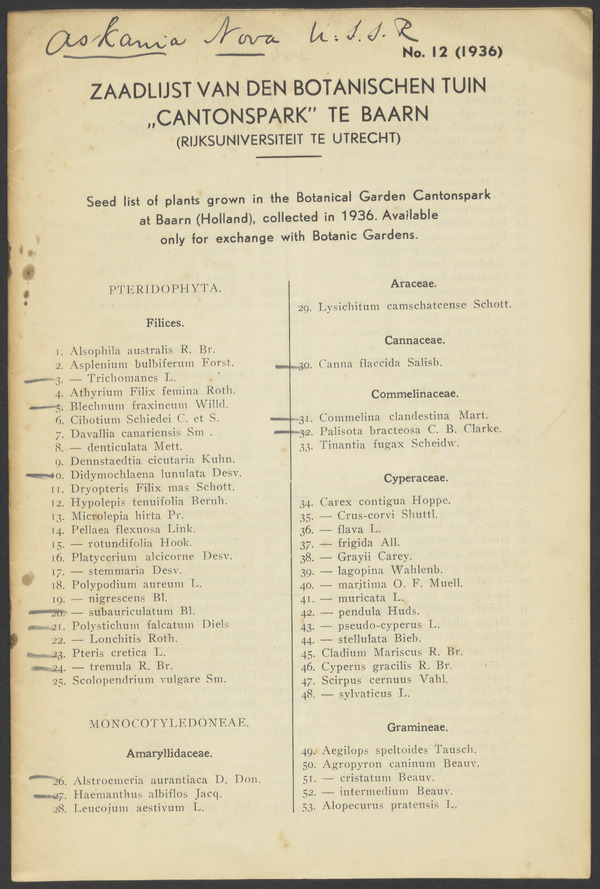 Askania Nova U.S.S.R
No. 12 (1936)
ZAADLIJST VAN DEN BOTANISCHEN TUIN
„CANTONSPARK” TE BAARN
(RIJKSUNIVERSITEIT TE UTRECHT)
Seed list of plants grown in the Botanical Garden Cantonspark
at Baarn (Holland), collected in 1936. Available
only for exchange with Botanic Gardens.
PTERIDOPHYTA.
Filices.
1. Alsophila australis R. Br.
2. Asplenium bulbiferum Forst.
3. — Trichomanes L.
4. Athyrium Filix femina Roth.
5. Blechnum fraxineum Willd.
6. Cibotium Schiedei C. et S.
7. Davallia canariensis Sm .
8. — denticulata Mett.
9. Dennstaedtia cicutaria Kuhn.
10. Didymochlaena lunulata Desv.
11. Dryopteris Filix mas Schott.
12. Hypolepis tenuifolia Bernh.
13. Microlepia hirta Pr.
14. Pellaea flexuosa Link.
15. — rotundifolia Hook.
16. Platycerium alcicorne Desv.
17. — stemmaria Desv.
18. Polypodium aureum L.
19. — nigrescens Bl.
20. — subauriculatum Bl.
21. Polystichum falcatum Diels
22. — Lonchitis Roth.
23. Pteris cretica L.
24. — tremula R. Br.
25. Scolopendrium vulgare Sm.
MONOCOTYLEDONEAE.
Amaryllidaceae.
26. Alstroemeria aurantiaca D. Don.
27. Haemanthus albiflos Jacq.
28. Leucojum aestivum L.
Araceae.
29. Lysichitum camschatcense Schott.
Cannaceae.
30. Canna flaccida Salisb.
Commelinaceae.
31. Commelina clandestina Mart.
32. Palisota bracteosa C. B. Clarke.
33. Tinantia fugax Scheidw.
Cyperaceae.
34. Carex contigua Hoppe.
35. — Crus-corvi Shuttl.
36. — flava L.
37. — frigida All.
38. — Grayii Carey.
39. — lagopina Wahlenb.
40. — maritima O. F. Muell.
41. — muricata L.
42. — pendula Huds.
43. — pseudo-cyperus L.
44. — stellulata Bieb.
45. Cladium Mariscus R. Br.
46. Cyperus gracilis R. Br.
47. Scirpus cernuus Vahl.
48. — sylvaticus L.
Gramineae.
49. Aegilops speltoides Tausch.
50. Agropyron caninum Beauv.
51. — cristatum Beauv.
52. — intermedium Beauv.
53. Alopecurus pratensis L.